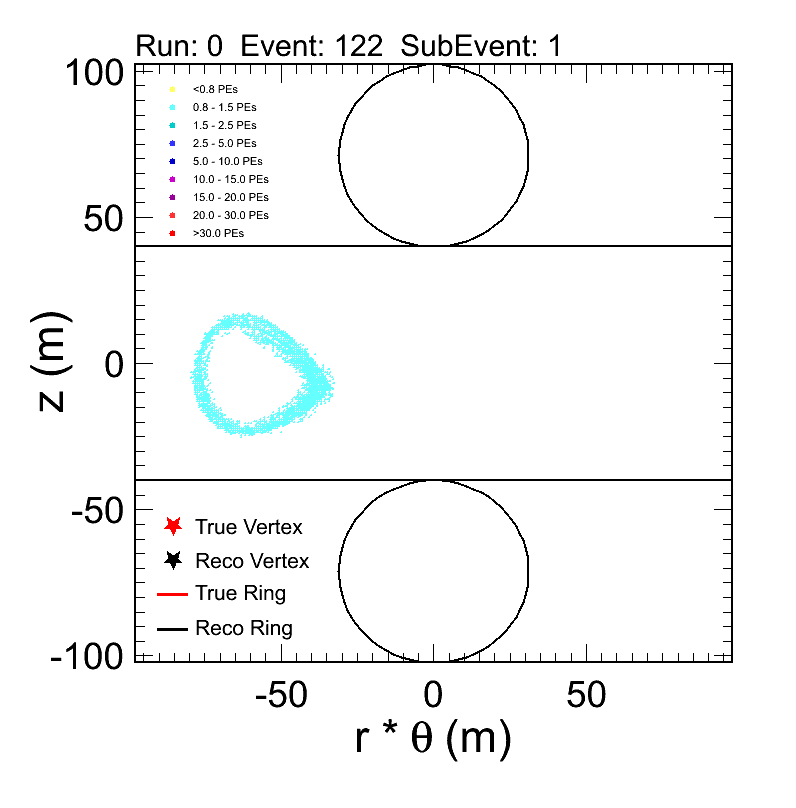 Run: 0  Event: 122  SubEvent: 1
100
<0.8 PEs
0.8 - 1.5 PEs
1.5 - 2.5 PEs
2.5 - 5.0 PEs
5.0 - 10.0 PEs
10.0 - 15.0 PEs
15.0 - 20.0 PEs
20.0 - 30.0 PEs
>30.0 PEs
50
0
z (m)
-50
True Vertex
Reco Vertex
True Ring
Reco Ring
-100
-50 0 50
r * θ (m)